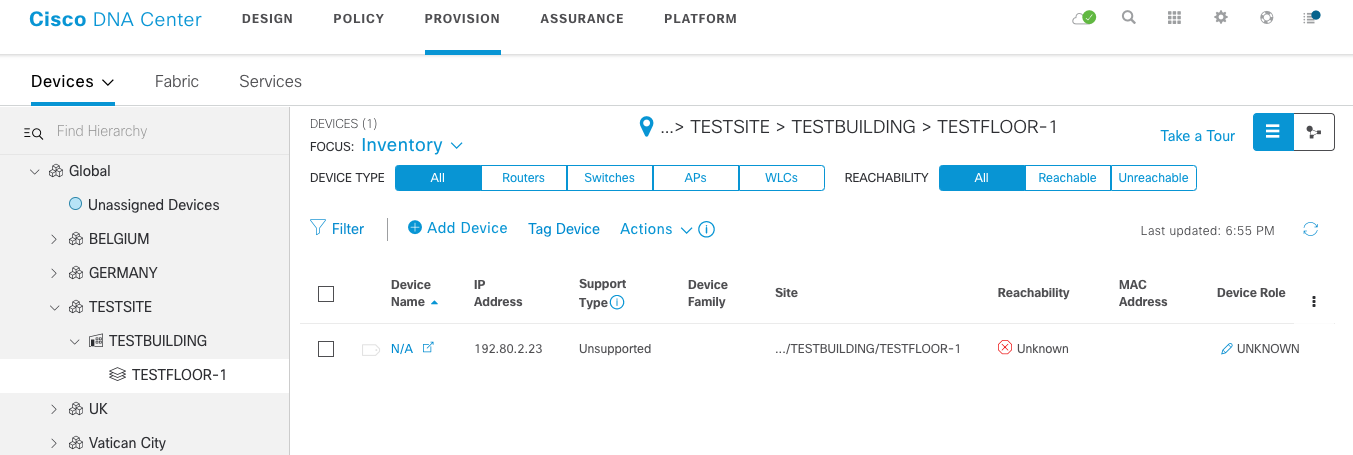 Cisco DNA Center DESIGN POLICY PROVISION ASSURANCE PLATFORM
Devices Fabric Services
Find Hierarchy
Global
Unassigned Devices
BELGIUM
GERMANY
TESTSITE
TESTBUILDING
TESTFLOOR-1
UK
Vatican City
DEVICES (1)
FOCUS: Inventory
...> TESTSITE > TESTBUILDING > TESTFLOOR-1
Take a Tour
DEVICE TYPE All Routers Switches APs WLCs REACHABILITY All Reachable Unreachable
Filter Add Device Tag Device Actions Last updated: 6:55 PM
Device Name IP Address Support Type Device Family Site Reachability MAC Address Device Role
N/A 192.80.2.23 Unsupported .../TESTBUILDING/TESTFLOOR-1 Unknown UNKNOWN